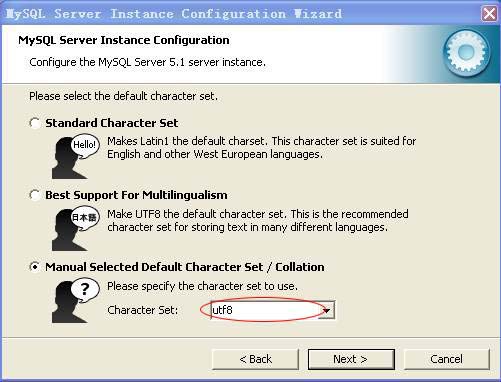 MySQL Server Instance Configuration Wizard
MySQL Server Instance Configuration
Configure the MySQL Server 5.1 server instance.
Please select the default character set.
Standard Character Set
Hello!
Makes Latin1 the default charset. This character set is suited for
English and other West European languages.
Best Support For Multilingualism
日本語
Make UTF8 the default character set. This is the recommended
character set for storing text in many different languages.
Manual Selected Default Character Set / Collation
?
Please specify the character set to use.
Character Set: utf8
< Back Next > Cancel